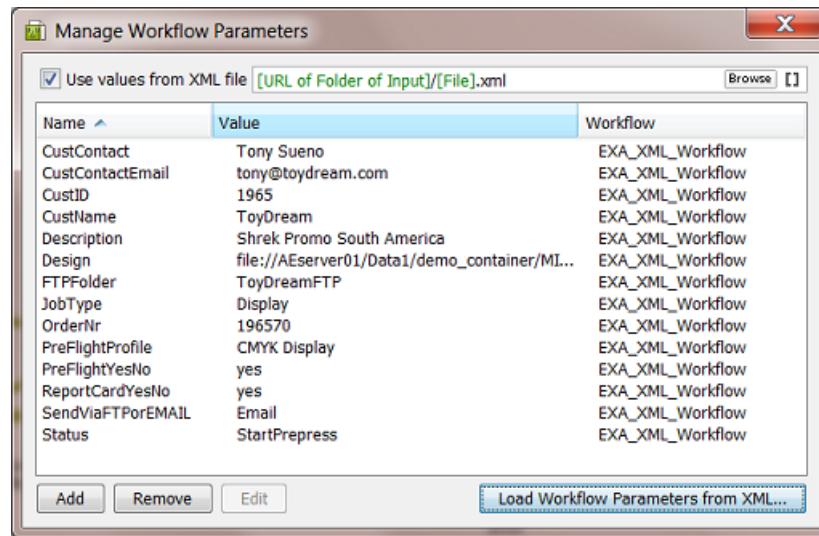 Manage Workflow Parameters
Use values from XML file [URL of Folder of Input]/[File].xml Browse []
Name Value Workflow
CustContact Tony Sueno EXA_XML_Workflow
CustContactEmail tony@toydream.com EXA_XML_Workflow
CustID 1965 EXA_XML_Workflow
CustName ToyDream EXA_XML_Workflow
Description Shrek Promo South America EXA_XML_Workflow
Design file://AEserver01/Data1/demo_container/MI... EXA_XML_Workflow
FTPFolder ToyDreamFTP EXA_XML_Workflow
JobType Display EXA_XML_Workflow
OrderNr 196570 EXA_XML_Workflow
PreFlightProfile CMYK Display EXA_XML_Workflow
PreFlightYesNo yes EXA_XML_Workflow
ReportCardYesNo yes EXA_XML_Workflow
SendViaFTPorEMAIL Email EXA_XML_Workflow
Status StartPrepress EXA_XML_Workflow
Add Remove Edit Load Workflow Parameters from XML...